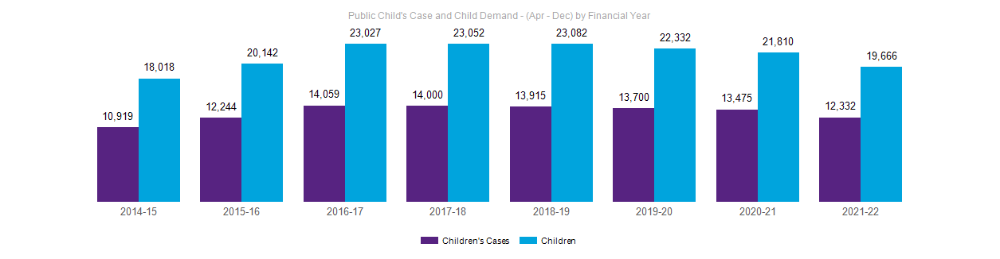 Public Child's Case and Child Demand - (Apr - Dec) by Financial Year
10,919 18,018 12,244 20,142 14,059 23,027 14,000 23,052 13,915 23,082 13,700 22,332 13,475 21,810 12,332 19,666
2014-15 2015-16 2016-17 2017-18 2018-19 2019-20 2020-21 2021-22
Children's Cases Children